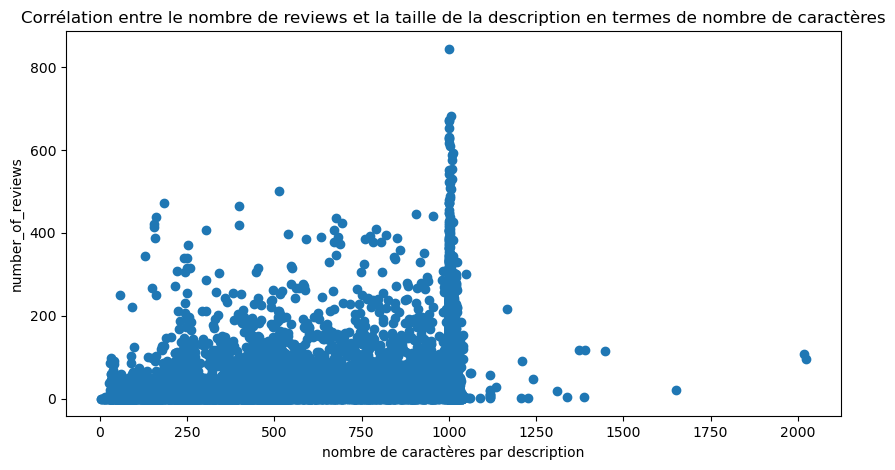 Corrélation entre le nombre de reviews et la taille de la description en termes de nombre de caractères
number_of_reviews
800
600
400
200
0
0 250 500 750 1000 1250 1500 1750 2000
nombre de caractères par description